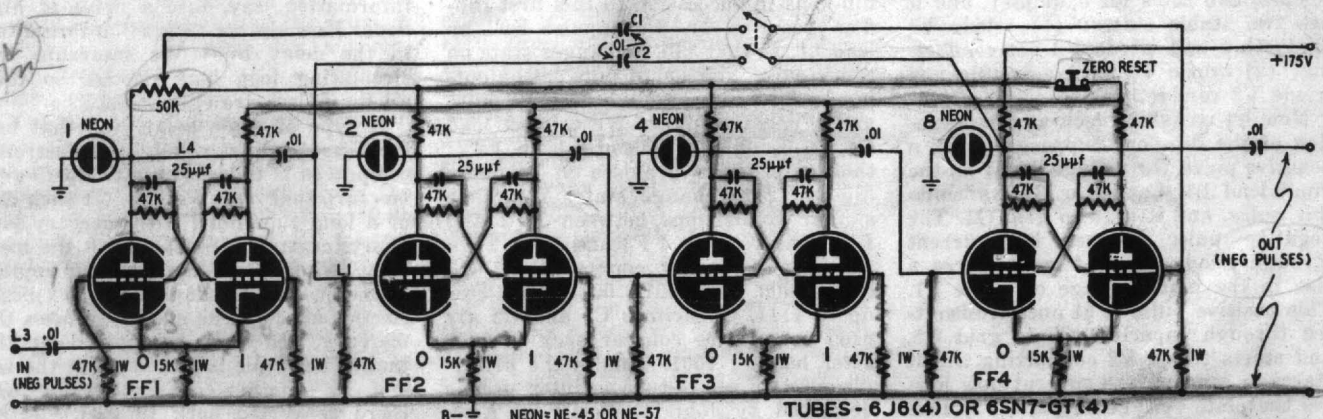 C1
.01
C2
50K
+175V
ZERO RESET
1 NEON
2 NEON
4 NEON
8 NEON
47K
47K
47K
47K
47K
47K
47K
L4
.01
.01
.01
.01
25μμf
25μμf
25μμf
25μμf
47K
47K
47K
47K
47K
47K
47K
47K
L1
OUT
(NEG PULSES)
L3
.01
IN
(NEG PULSES)
47K
1W
0
15K
1W
1
47K
1W
47K
0
15K
1W
1
47K
1W
47K
0
15K
1W
1
47K
1W
47K
0
15K
1W
1
47K
1W
FF1
FF2
FF3
FF4
B-
NEON= NE-45 OR NE-57
TUBES - 6J6(4) OR 6SN7-GT(4)